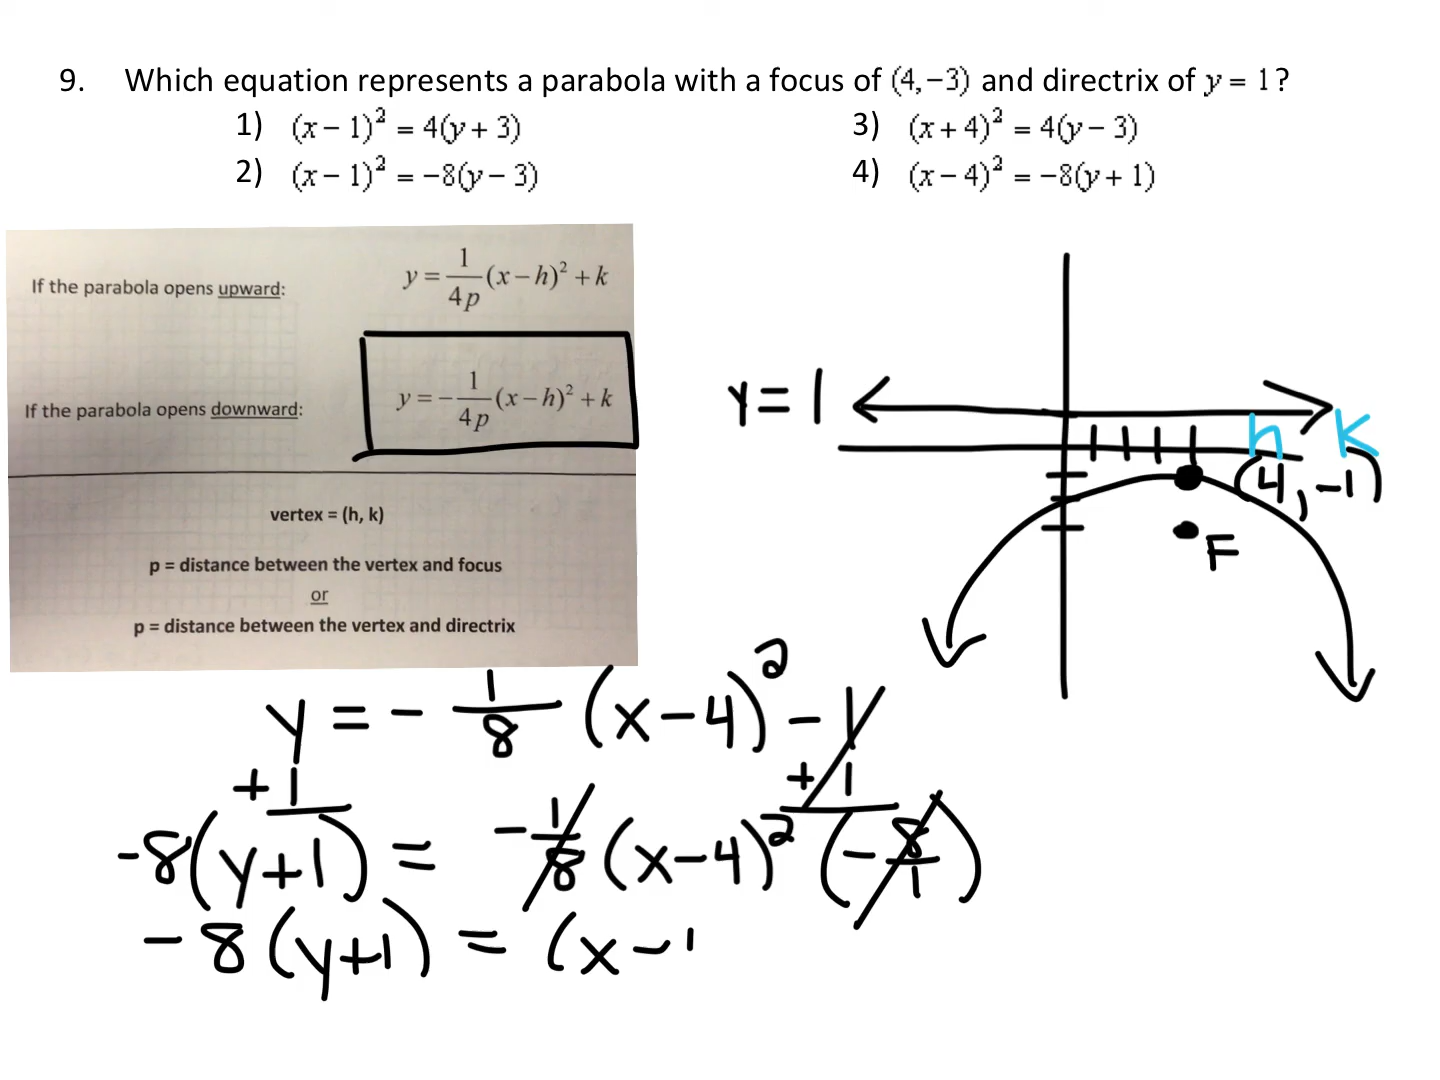 9. Which equation represents a parabola with a focus of (4,−3) and directrix of y = 1?
1) (x − 1)² = 4(y + 3)
3) (x + 4)² = 4(y − 3)
2) (x − 1)² = −8(y − 3)
4) (x − 4)² = −8(y + 1)
If the parabola opens upward: y = 1/4p (x − h)² + k
If the parabola opens downward: y = − 1/4p (x − h)² + k
vertex = (h, k)
p = distance between the vertex and focus
or
p = distance between the vertex and directrix
y = 1
h k
(4, −1)
F
y = − 1/8 (x − 4)² − 1
+ 1 + 1
−8(y+1) = − 1/8 (x−4)² (− 8/1)
−8(y+1) = (x −